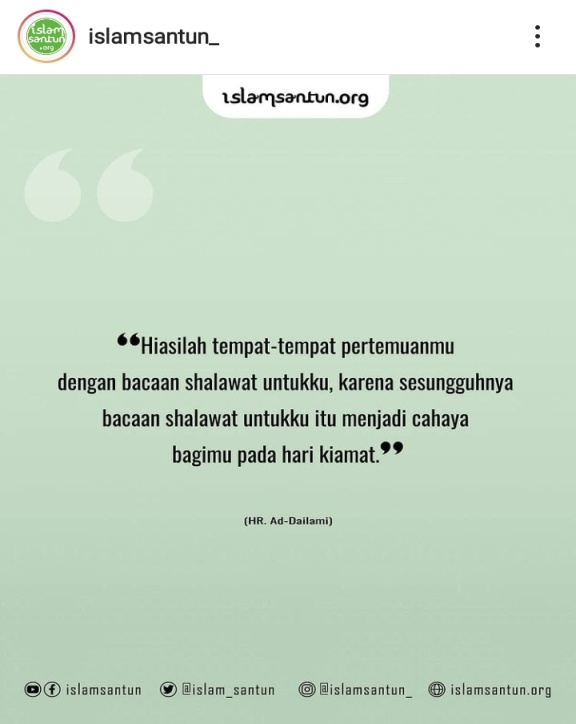 islam
santun
.org
islamsantun_
islamsantun.org
“Hiasilah tempat-tempat pertemuanmu
dengan bacaan shalawat untukku, karena sesungguhnya
bacaan shalawat untukku itu menjadi cahaya
bagimu pada hari kiamat.”
(HR. Ad-Dailami)
islamsantun @islam_santun @islamsantun_ islamsantun.org